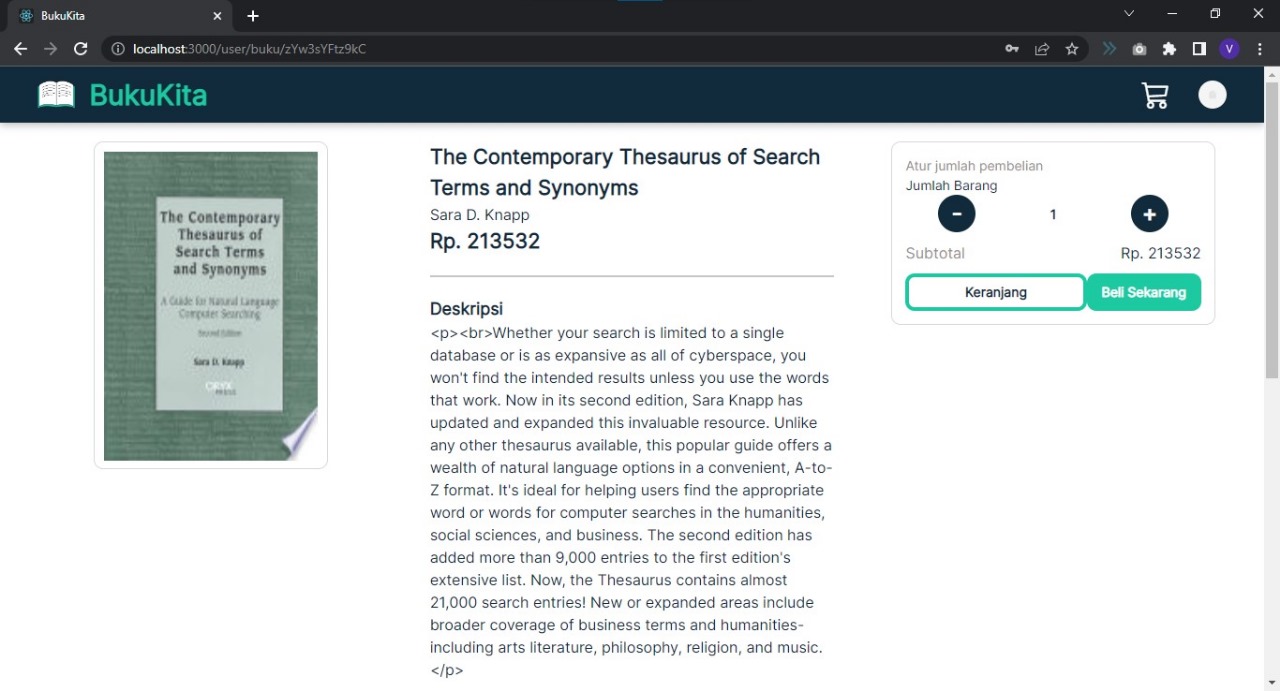 BukuKita
localhost:3000/user/buku/zYw3sYFtz9kC
V
BukuKita
The Contemporary
Thesaurus of
Search Terms
and Synonyms
A Guide for Natural Language
Computer Searching
Second Edition
Sara D. Knapp
ORYX
PRESS
The Contemporary Thesaurus of Search
Terms and Synonyms
Sara D. Knapp
Rp. 213532
Deskripsi
<p><br>Whether your search is limited to a single
database or is as expansive as all of cyberspace, you
won't find the intended results unless you use the words
that work. Now in its second edition, Sara Knapp has
updated and expanded this invaluable resource. Unlike
any other thesaurus available, this popular guide offers a
wealth of natural language options in a convenient, A-to-
Z format. It's ideal for helping users find the appropriate
word or words for computer searches in the humanities,
social sciences, and business. The second edition has
added more than 9,000 entries to the first edition's
extensive list. Now, the Thesaurus contains almost
21,000 search entries! New or expanded areas include
broader coverage of business terms and humanities-
including arts literature, philosophy, religion, and music.
</p>
Atur jumlah pembelian
Jumlah Barang
- 1 +
Subtotal Rp. 213532
Keranjang Beli Sekarang